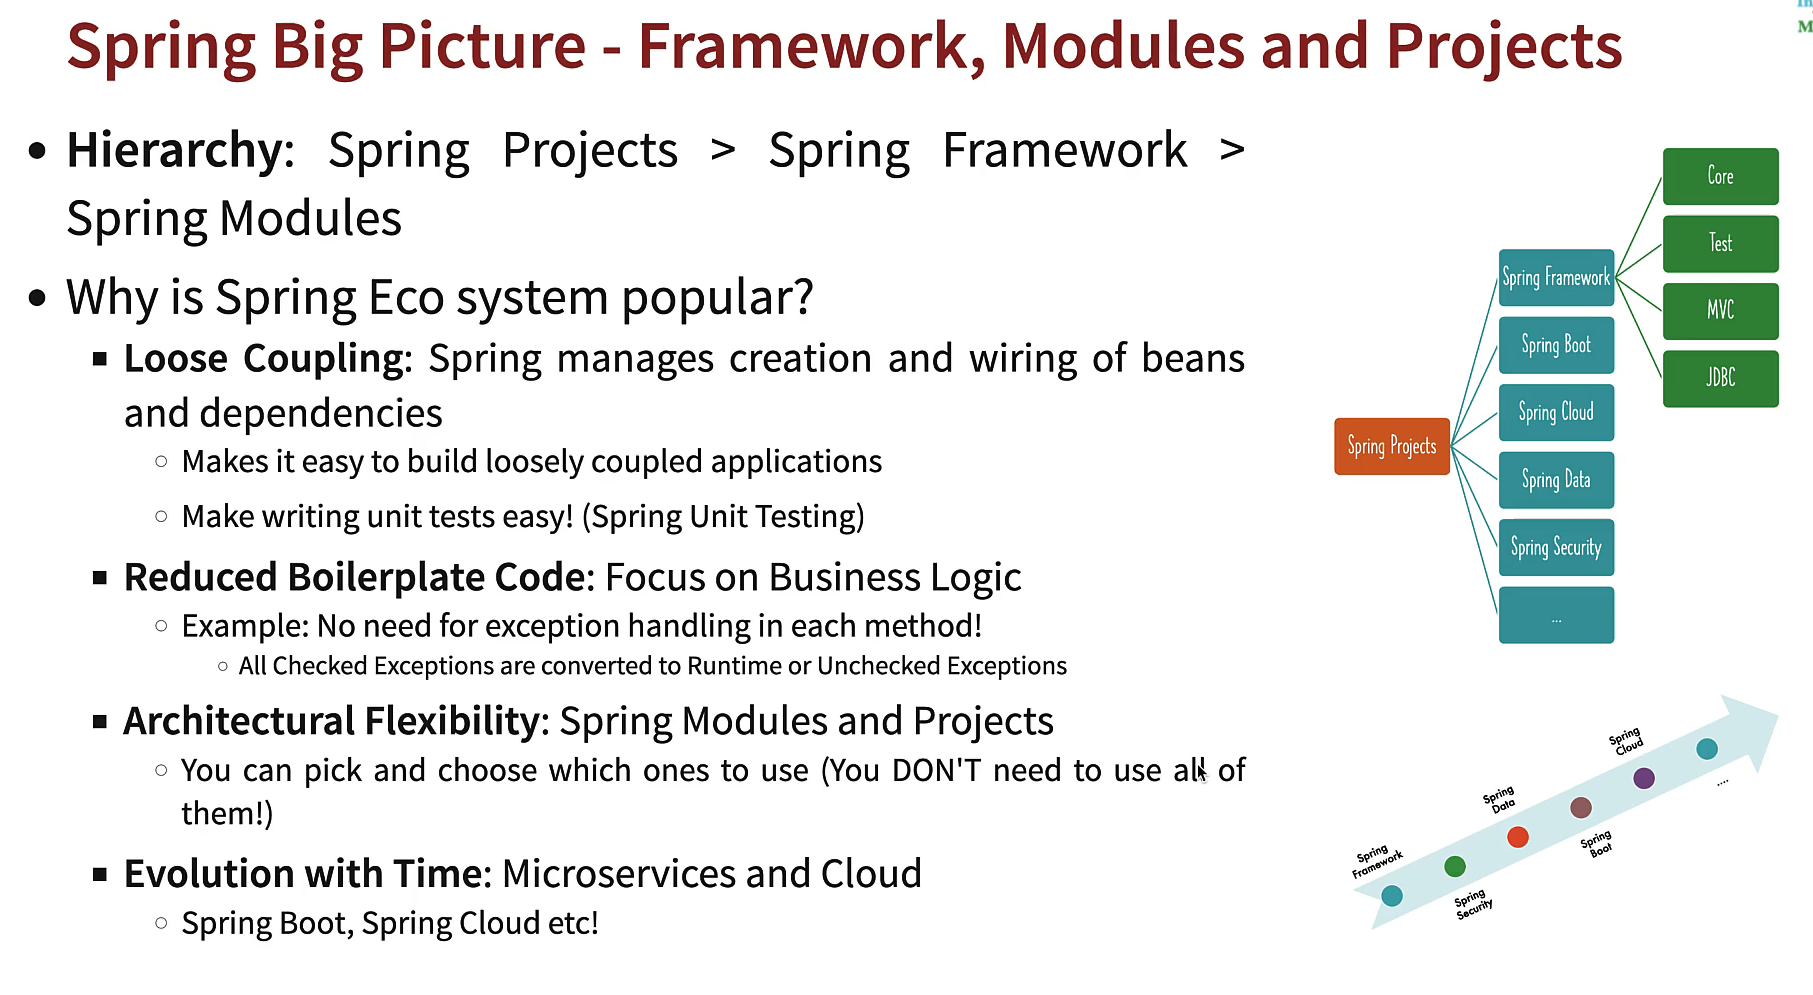 Spring Big Picture - Framework, Modules and Projects
• Hierarchy: Spring Projects > Spring Framework >
Spring Modules
• Why is Spring Eco system popular?
▪ Loose Coupling: Spring manages creation and wiring of beans
and dependencies
○ Makes it easy to build loosely coupled applications
○ Make writing unit tests easy! (Spring Unit Testing)
▪ Reduced Boilerplate Code: Focus on Business Logic
○ Example: No need for exception handling in each method!
○ All Checked Exceptions are converted to Runtime or Unchecked Exceptions
▪ Architectural Flexibility: Spring Modules and Projects
○ You can pick and choose which ones to use (You DON'T need to use all of
them!)
▪ Evolution with Time: Microservices and Cloud
○ Spring Boot, Spring Cloud etc!
Spring Projects
Spring Framework
Spring Boot
Spring Cloud
Spring Data
Spring Security
...
Core
Test
MVC
JDBC
Spring
Framework
Spring
Security
Spring
Data
Spring
Boot
Spring
Cloud
....
M